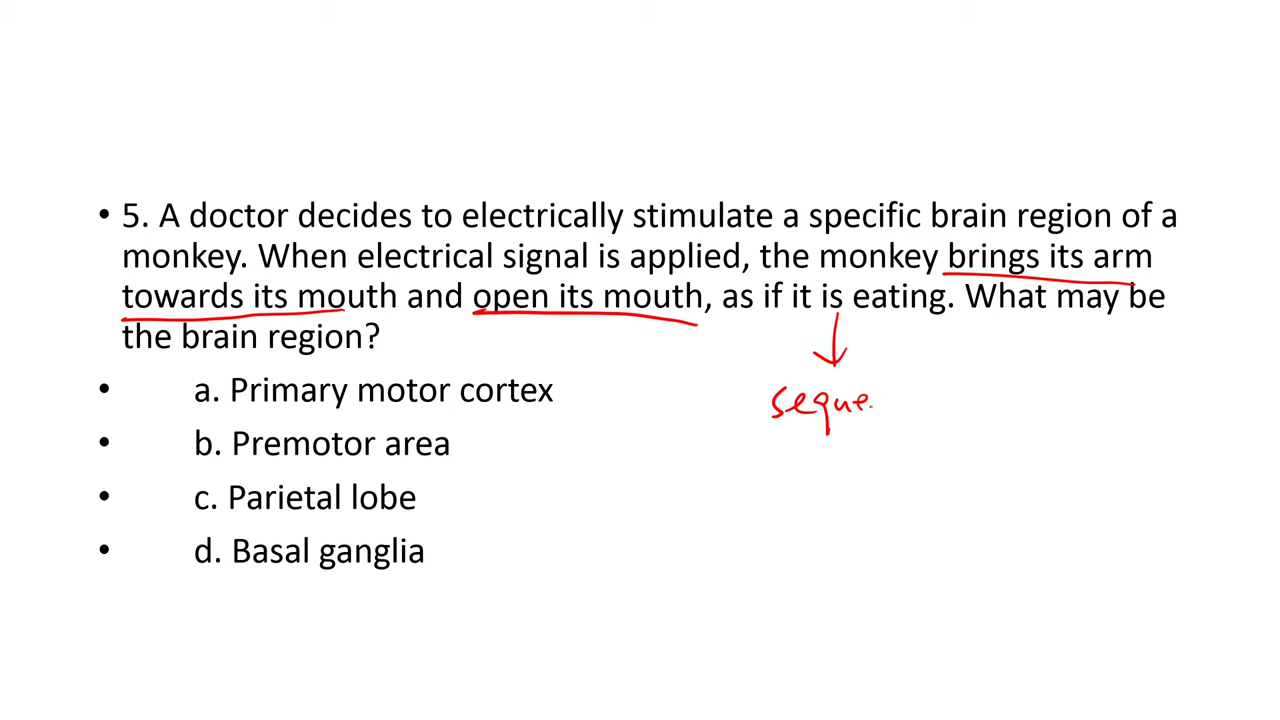 • 5. A doctor decides to electrically stimulate a specific brain region of a
monkey. When electrical signal is applied, the monkey brings its arm
towards its mouth and open its mouth, as if it is eating. What may be
the brain region?
• a. Primary motor cortex
• b. Premotor area
• c. Parietal lobe
• d. Basal ganglia
seque